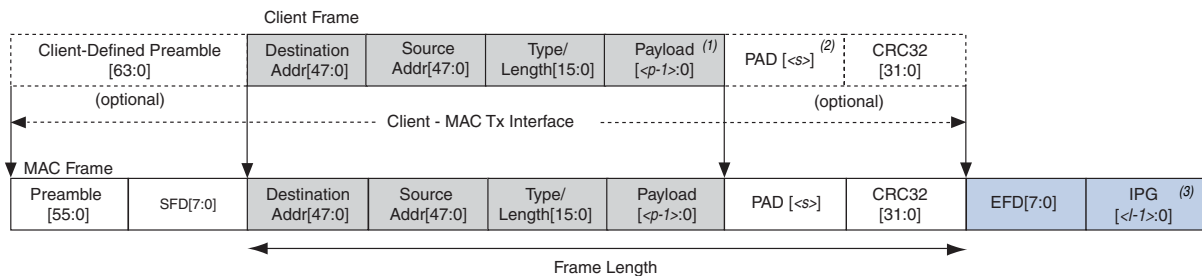 Client Frame
Client-Defined Preamble
[63:0]
Destination
Addr[47:0]
Source
Addr[47:0]
Type/
Length[15:0]
Payload (1)
[<p-1>:0]
PAD [<s>] (2)
CRC32
[31:0]
(optional)
(optional)
Client - MAC Tx Interface
MAC Frame
Preamble
[55:0]
SFD[7:0]
Destination
Addr[47:0]
Source
Addr[47:0]
Type/
Length[15:0]
Payload
[<p-1>:0]
PAD [<s>]
CRC32
[31:0]
EFD[7:0]
IPG (3)
[<l-1>:0]
Frame Length